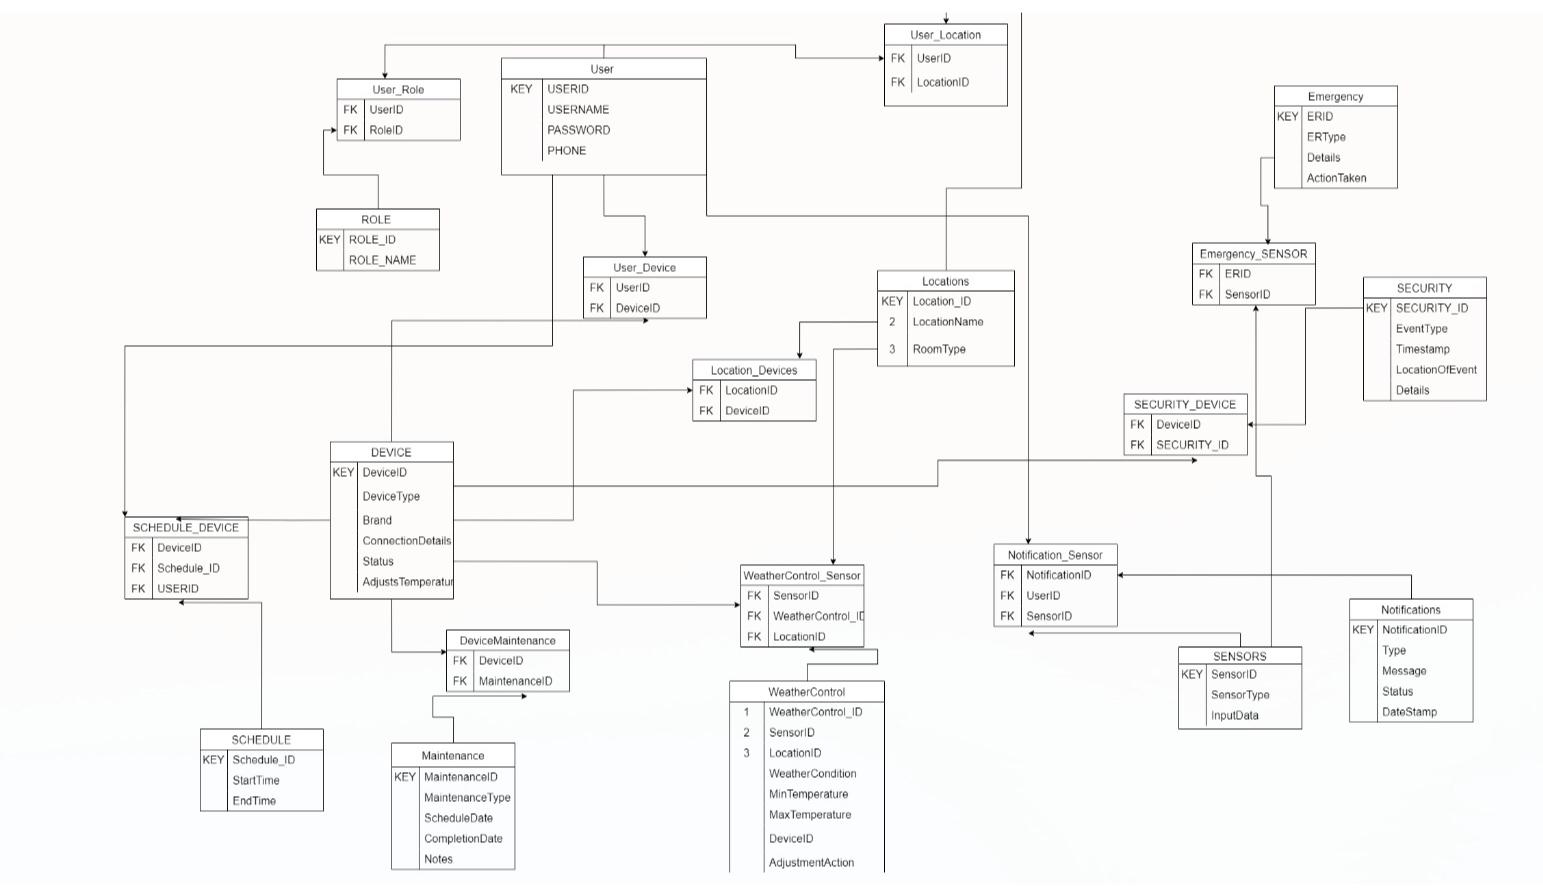 User_Location
FK UserID
FK LocationID
User
KEY USERID
USERNAME
PASSWORD
PHONE
User_Role
FK UserID
FK RoleID
Emergency
KEY ERID
ERType
Details
ActionTaken
ROLE
KEY ROLE_ID
ROLE_NAME
User_Device
FK UserID
FK DeviceID
Locations
KEY Location_ID
2 LocationName
3 RoomType
Emergency_SENSOR
FK ERID
FK SensorID
SECURITY
KEY SECURITY_ID
EventType
Timestamp
LocationOfEvent
Details
Location_Devices
FK LocationID
FK DeviceID
SECURITY_DEVICE
FK DeviceID
FK SECURITY_ID
DEVICE
KEY DeviceID
DeviceType
Brand
ConnectionDetails
Status
AdjustsTemperatur
SCHEDULE_DEVICE
FK DeviceID
FK Schedule_ID
FK USERID
WeatherControl_Sensor
FK SensorID
FK WeatherControl_ID
FK LocationID
Notification_Sensor
FK NotificationID
FK UserID
FK SensorID
Notifications
KEY NotificationID
Type
Message
Status
DateStamp
DeviceMaintenance
FK DeviceID
FK MaintenanceID
SENSORS
KEY SensorID
SensorType
InputData
WeatherControl
1 WeatherControl_ID
2 SensorID
3 LocationID
WeatherCondition
MinTemperature
MaxTemperature
DeviceID
AdjustmentAction
SCHEDULE
KEY Schedule_ID
StartTime
EndTime
Maintenance
KEY MaintenanceID
MaintenanceType
ScheduleDate
CompletionDate
Notes